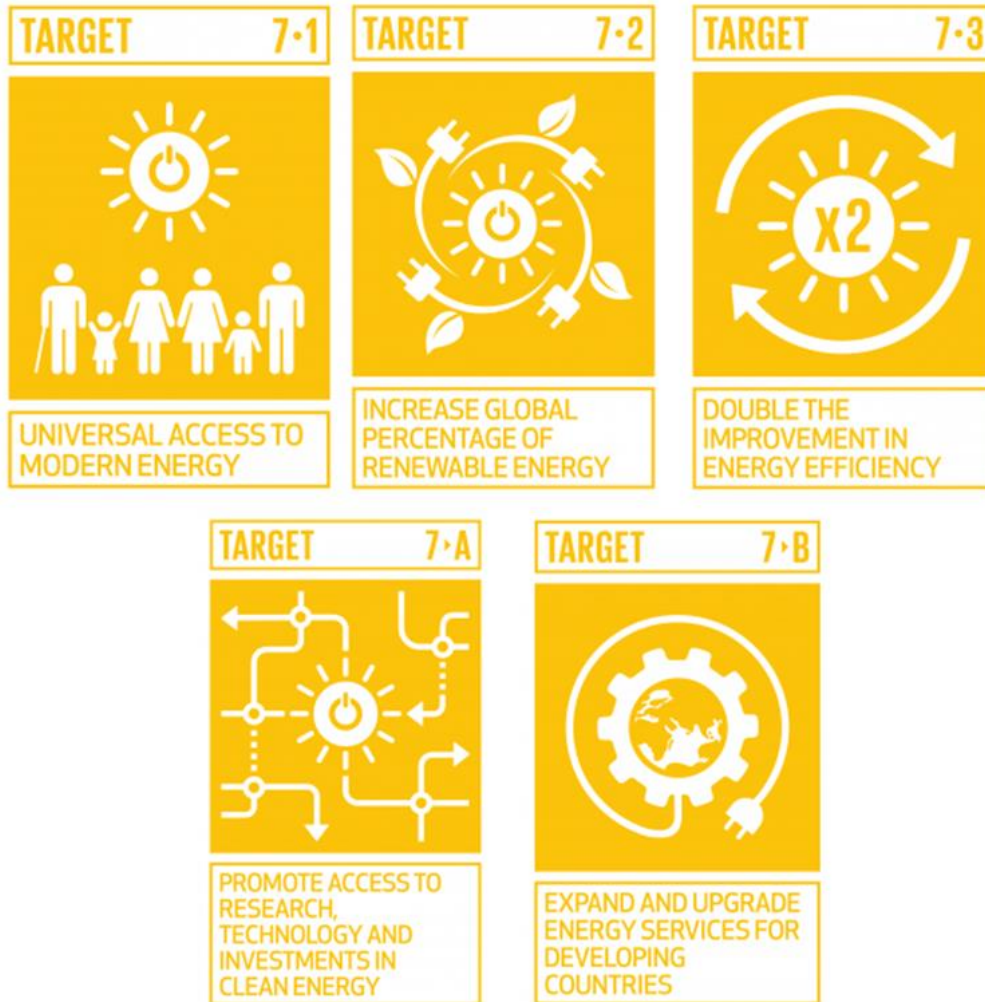 TARGET 7·1
UNIVERSAL ACCESS TO
MODERN ENERGY
TARGET 7·2
INCREASE GLOBAL
PERCENTAGE OF
RENEWABLE ENERGY
TARGET 7·3
x2
DOUBLE THE
IMPROVEMENT IN
ENERGY EFFICIENCY
TARGET 7‣A
PROMOTE ACCESS TO
RESEARCH,
TECHNOLOGY AND
INVESTMENTS IN
CLEAN ENERGY
TARGET 7‣B
EXPAND AND UPGRADE
ENERGY SERVICES FOR
DEVELOPING
COUNTRIES